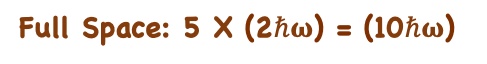 Full Space: 5 X (2ℏω) = (10ℏω)